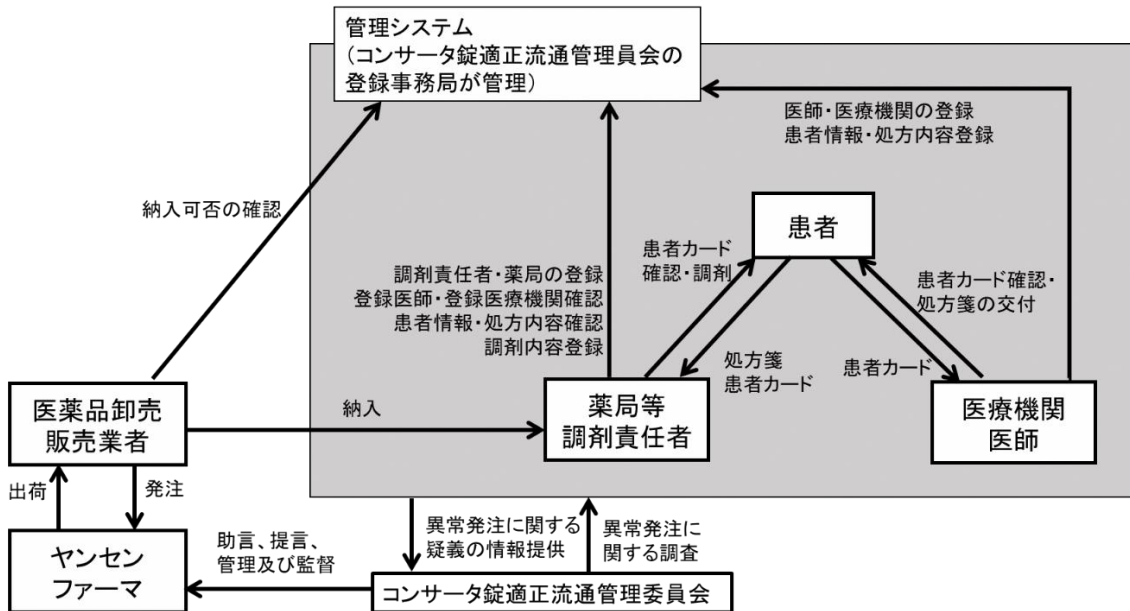 管理システム
（コンサータ錠適正流通管理員会の
登録事務局が管理）
医師・医療機関の登録
患者情報・処方内容登録
納入可否の確認
患者
患者カード
確認・調剤
調剤責任者・薬局の登録
登録医師・登録医療機関確認
患者情報・処方内容確認
調剤内容登録
患者カード確認・
処方箋の交付
処方箋
患者カード
患者カード
医薬品卸売
販売業者
納入
薬局等
調剤責任者
医療機関
医師
出荷
発注
異常発注に関する
疑義の情報提供
異常発注に
関する調査
助言、提言、
管理及び監督
ヤンセン
ファーマ
コンサータ錠適正流通管理委員会